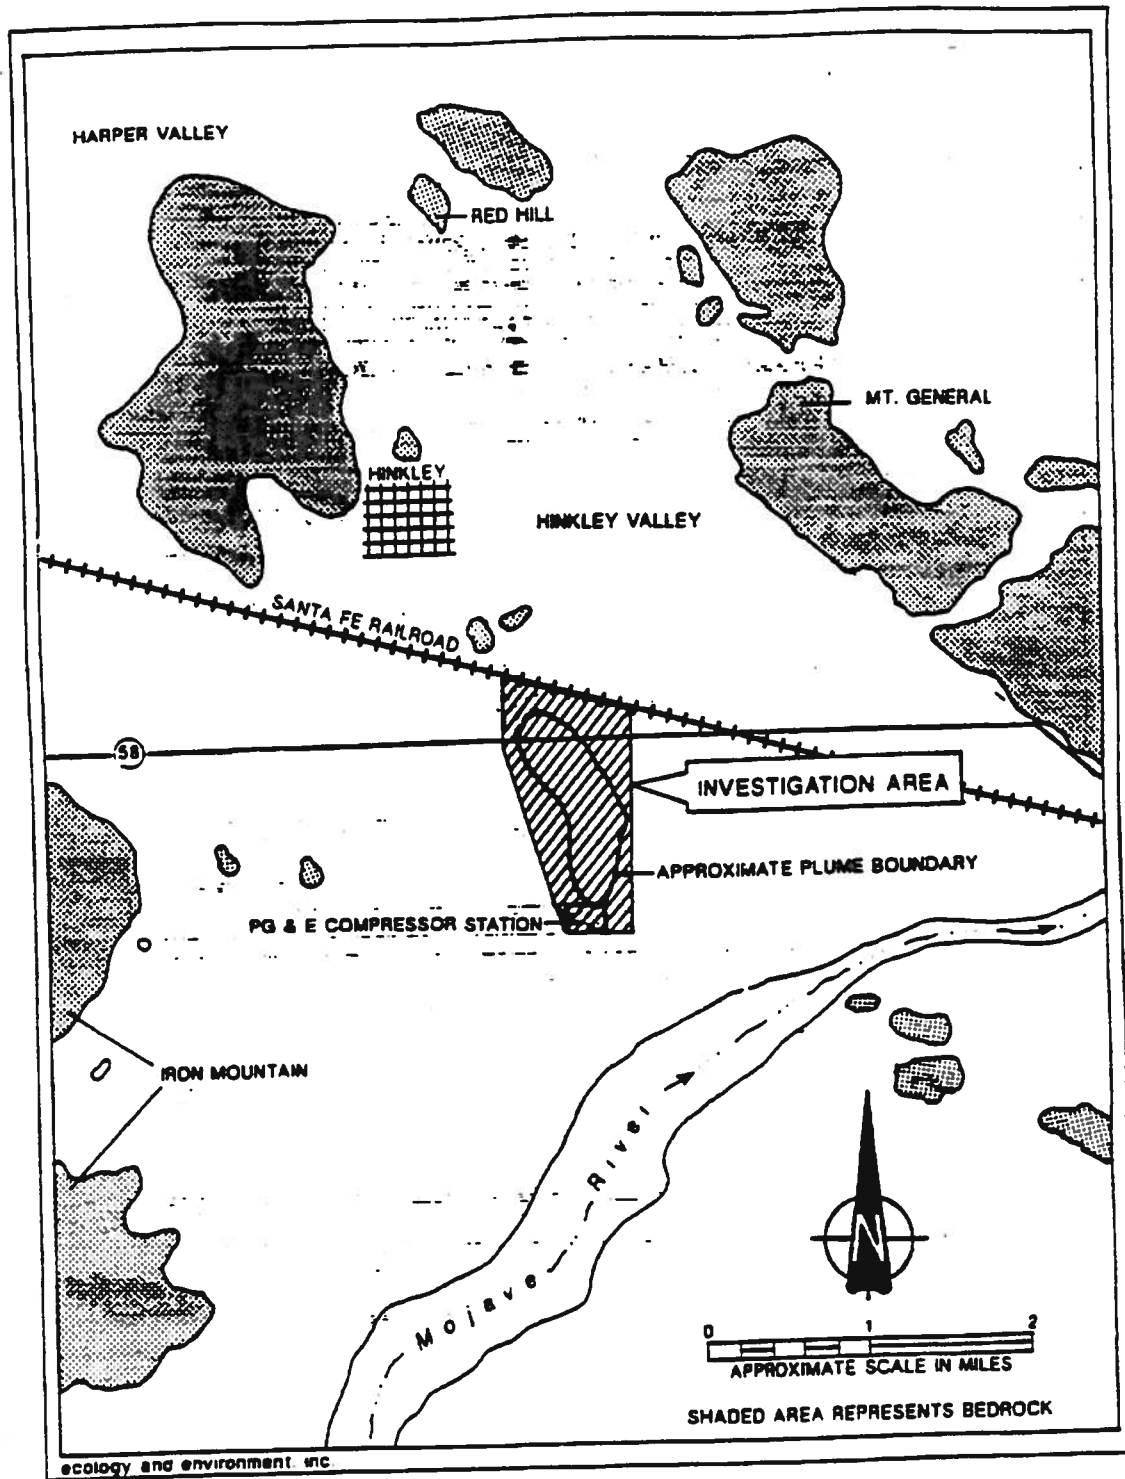 HARPER VALLEY
RED HILL
MT. GENERAL
HINKLEY
HINKLEY VALLEY
SANTA FE RAILROAD
58
INVESTIGATION AREA
APPROXIMATE PLUME BOUNDARY
PG & E COMPRESSOR STATION
IRON MOUNTAIN
Mojave River
N
0 1 2
APPROXIMATE SCALE IN MILES
SHADED AREA REPRESENTS BEDROCK
ecology and environment, inc.